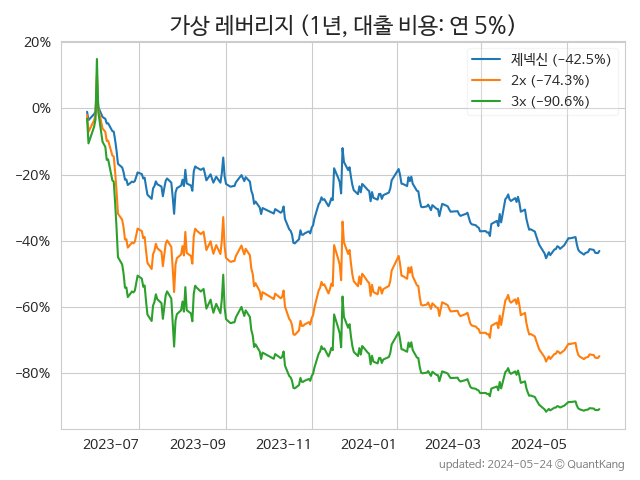 가상 레버리지 (1년, 대출 비용: 연 5%)
제넥신 (−42.5%)
2x (−74.3%)
3x (−90.6%)
20%
0%
−20%
−40%
−60%
−80%
2023-07
2023-09
2023-11
2024-01
2024-03
2024-05
updated: 2024-05-24 © QuantKang